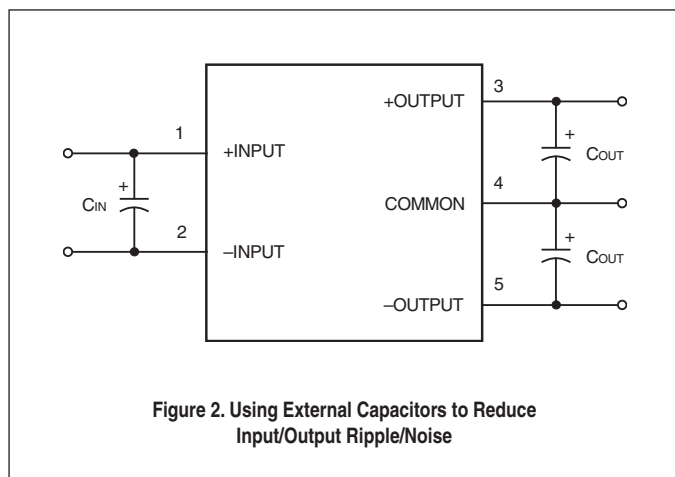 1
+INPUT
+
CIN
2
–INPUT
3
+OUTPUT
+
COUT
4
COMMON
+
COUT
5
–OUTPUT
Figure 2. Using External Capacitors to Reduce
Input/Output Ripple/Noise